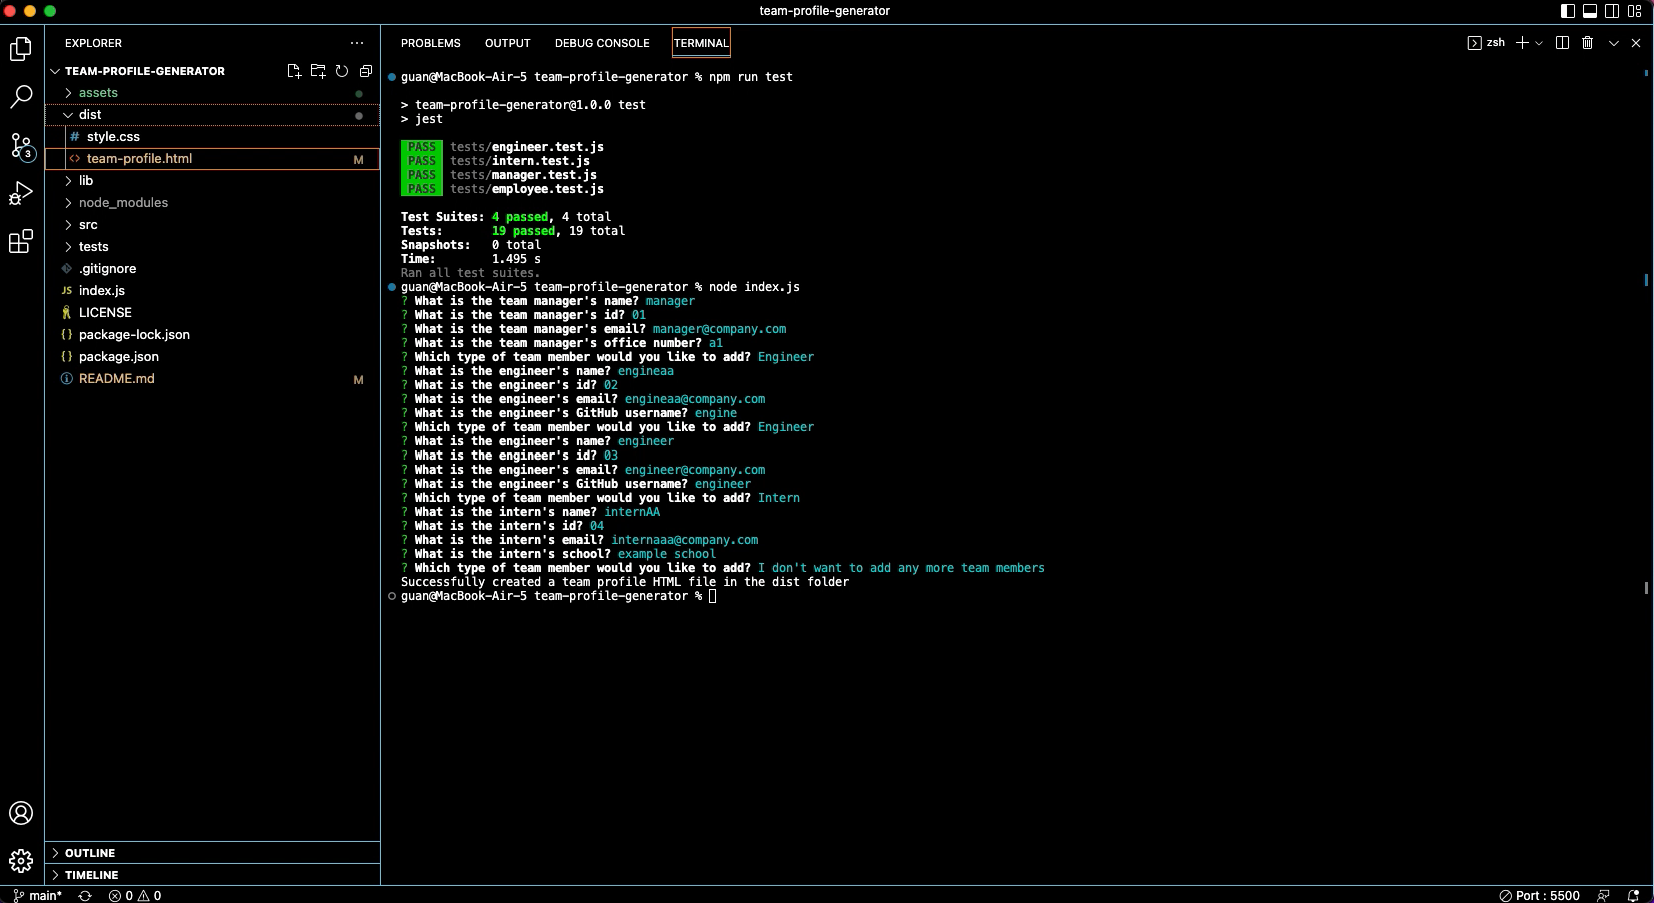 team-profile-generator
EXPLORER
TEAM-PROFILE-GENERATOR
assets
dist
# style.css
<> team-profile.html M
lib
node_modules
src
tests
.gitignore
JS index.js
LICENSE
{} package-lock.json
{} package.json
README.md M
OUTLINE
TIMELINE
3
PROBLEMS OUTPUT DEBUG CONSOLE TERMINAL
zsh
guan@MacBook-Air-5 team-profile-generator % npm run test
> team-profile-generator@1.0.0 test
> jest
PASS tests/engineer.test.js
PASS tests/intern.test.js
PASS tests/manager.test.js
PASS tests/employee.test.js
Test Suites: 4 passed, 4 total
Tests: 19 passed, 19 total
Snapshots: 0 total
Time: 1.495 s
Ran all test suites.
guan@MacBook-Air-5 team-profile-generator % node index.js
? What is the team manager's name? manager
? What is the team manager's id? 01
? What is the team manager's email? manager@company.com
? What is the team manager's office number? a1
? Which type of team member would you like to add? Engineer
? What is the engineer's name? engineaa
? What is the engineer's id? 02
? What is the engineer's email? engineaa@company.com
? What is the engineer's GitHub username? engine
? Which type of team member would you like to add? Engineer
? What is the engineer's name? engineer
? What is the engineer's id? 03
? What is the engineer's email? engineer@company.com
? What is the engineer's GitHub username? engineer
? Which type of team member would you like to add? Intern
? What is the intern's name? internAA
? What is the intern's id? 04
? What is the intern's email? internaaa@company.com
? What is the intern's school? example school
? Which type of team member would you like to add? I don't want to add any more team members
Successfully created a team profile HTML file in the dist folder
guan@MacBook-Air-5 team-profile-generator %
main* 0 0
Port : 5500